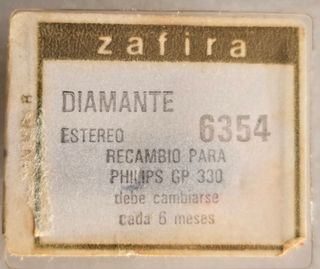 zafira
DIAMANTE
ESTEREO 6354
RECAMBIO PARA
PHILIPS GP 330
debe cambiarse
cada 6 meses